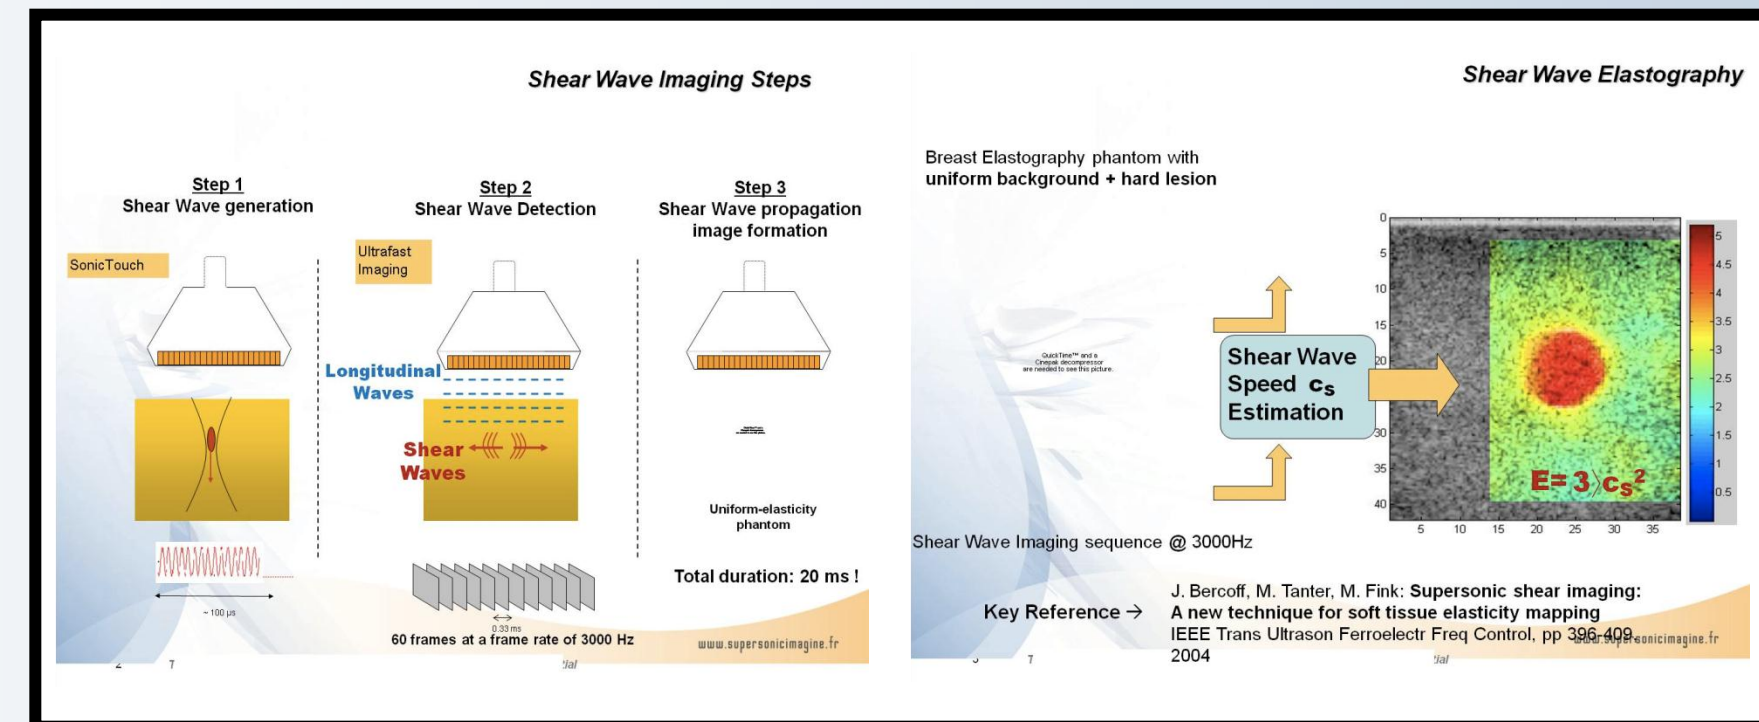 Shear Wave Imaging Steps
Step 1
Shear Wave generation
SonicTouch
~ 100 µs
Step 2
Shear Wave Detection
Ultrafast
Imaging
Longitudinal
Waves
Shear
Waves
0.33 ms
60 frames at a frame rate of 3000 Hz
Step 3
Shear Wave propagation
image formation
Uniform-elasticity
phantom
Total duration: 20 ms !
www.supersonicimagine.fr
tial
Shear Wave Elastography
Breast Elastography phantom with
uniform background + hard lesion
QuickTime™ and a
Cinepak decompressor
are needed to see this picture.
Shear Wave
Speed cs
Estimation
0
5
10
15
20
30
35
40
5 10 15 20 25 30 35
5
4.5
4
3.5
3
2.5
2
1.5
1
0.5
E= 3 cs²
Shear Wave Imaging sequence @ 3000Hz
Key Reference →
J. Bercoff, M. Tanter, M. Fink: Supersonic shear imaging:
A new technique for soft tissue elasticity mapping
IEEE Trans Ultrason Ferroelectr Freq Control, pp 396-409,
2004
www.supersonicimagine.fr
tial